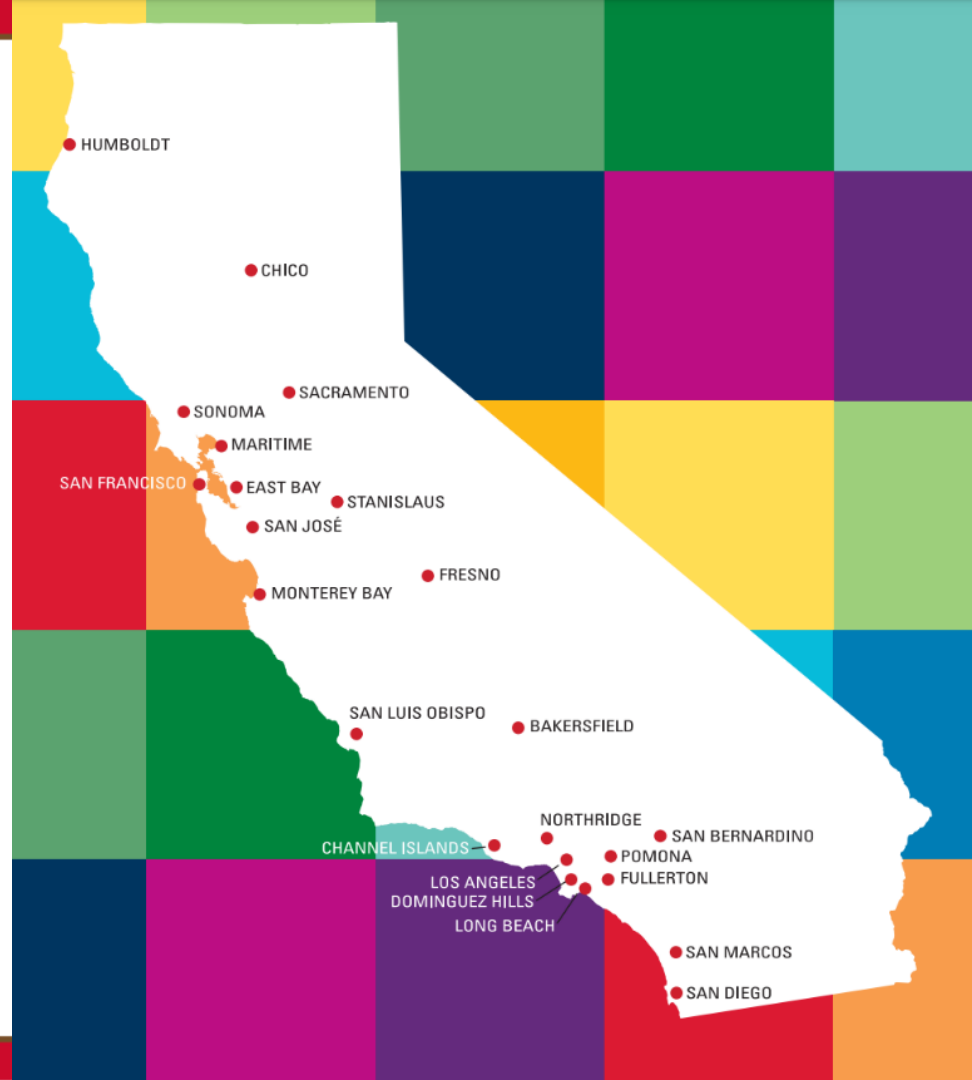 HUMBOLDT
CHICO
SACRAMENTO
SONOMA
MARITIME
SAN FRANCISCO
EAST BAY
STANISLAUS
SAN JOSÉ
FRESNO
MONTEREY BAY
SAN LUIS OBISPO
BAKERSFIELD
NORTHRIDGE
SAN BERNARDINO
CHANNEL ISLANDS
POMONA
LOS ANGELES
FULLERTON
DOMINGUEZ HILLS
LONG BEACH
SAN MARCOS
SAN DIEGO